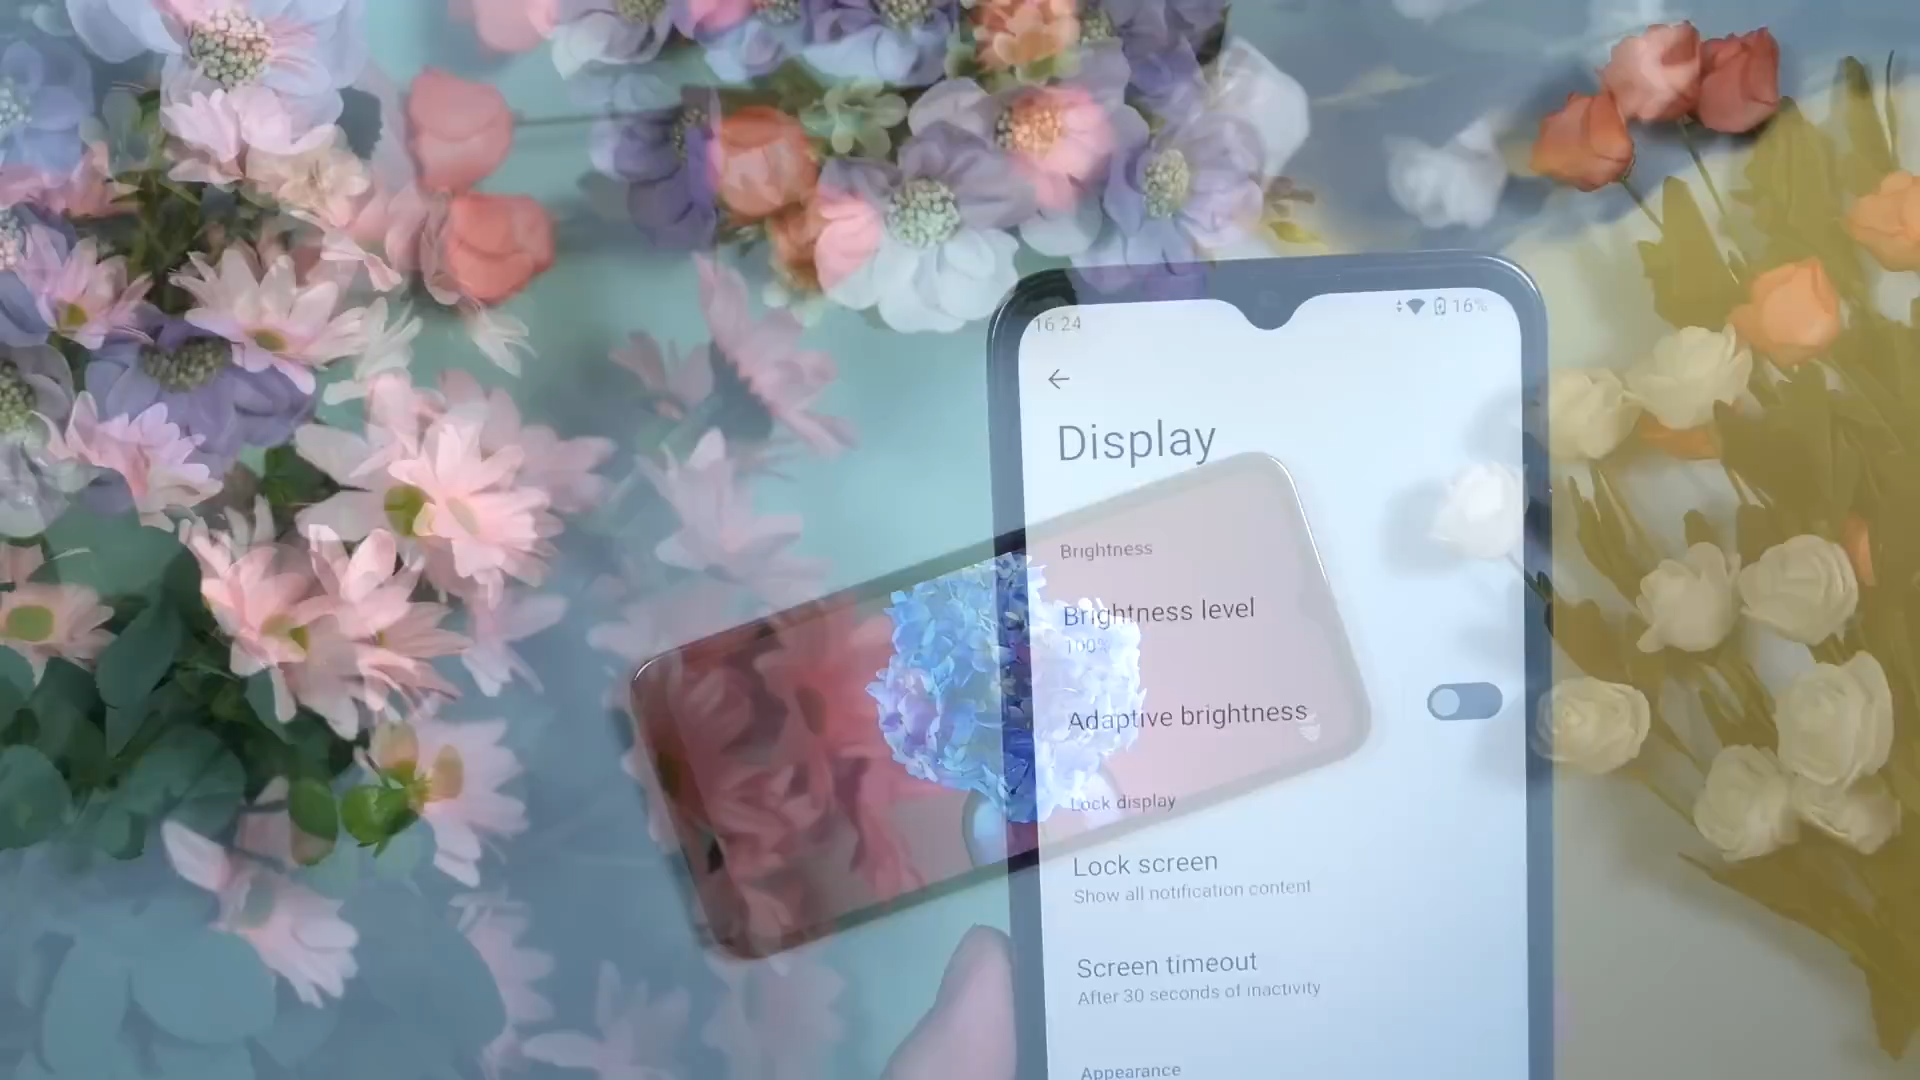 16 24
16%
Display
Brightness
Brightness level
100%
Adaptive brightness
Lock display
Lock screen
Show all notification content
Screen timeout
After 30 seconds of inactivity
Appearance